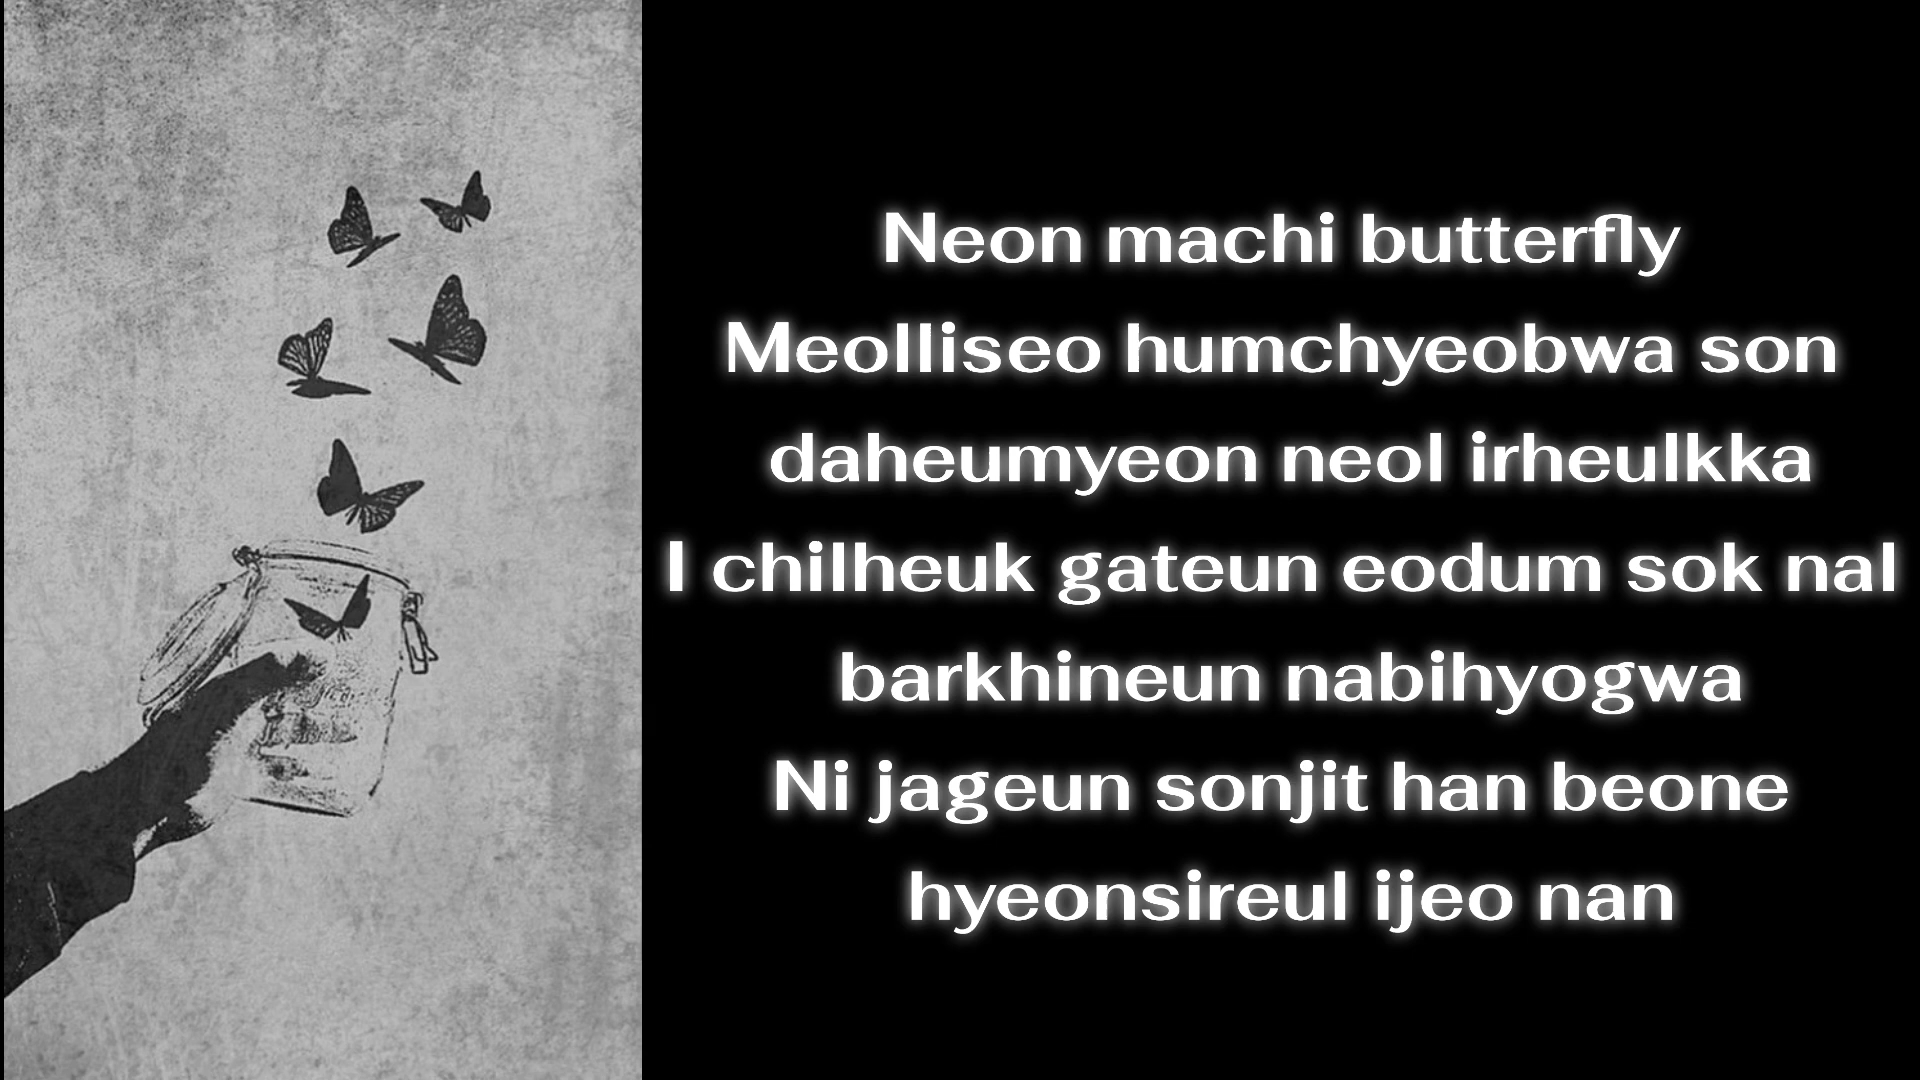 Neon machi butterfly
Meolliseo humchyeobwa son
daheumyeon neol irheulkka
I chilheuk gateun eodum sok nal
barkhineun nabihyogwa
Ni jageun sonjit han beone
hyeonsireul ijeo nan